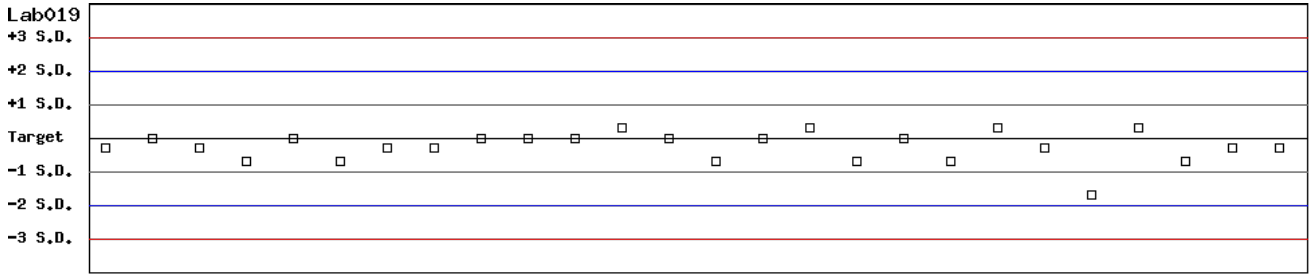 Lab019
+3 S.D.
+2 S.D.
+1 S.D.
Target
-1 S.D.
-2 S.D.
-3 S.D.